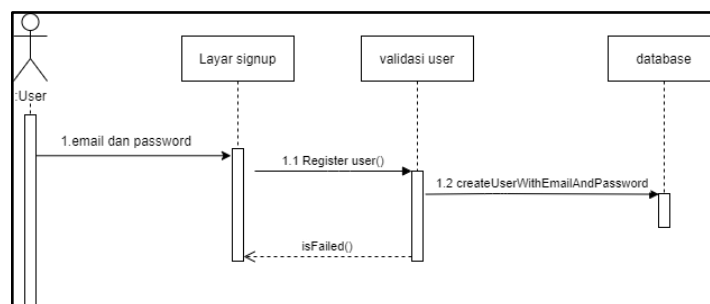 :User
Layar signup
validasi user
database
1.email dan password
1.1 Register user()
1.2 createUserWithEmailAndPassword
isFailed()